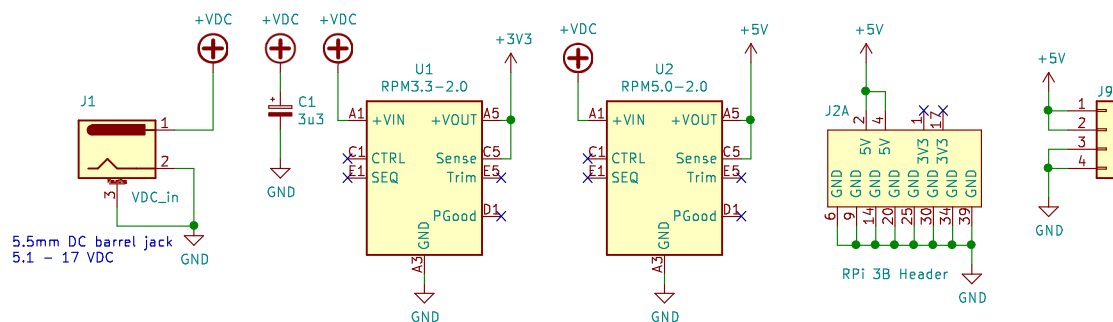 +VDC
J1
1
2
3
VDC_in
GND
5.5mm DC barrel jack
5.1 - 17 VDC
+VDC
+
C1
3u3
GND
+VDC
U1
RPM3.3-2.0
+3V3
A1
+VIN
+VOUT
A5
C1
CTRL
Sense
C5
E1
SEQ
Trim
E5
PGood
D1
GND
A3
GND
+VDC
U2
RPM5.0-2.0
+5V
A1
+VIN
+VOUT
A5
C1
CTRL
Sense
C5
E1
SEQ
Trim
E5
PGood
D1
GND
A3
GND
+5V
J2A
2
4
1
17
5V
5V
3V3
3V3
GND
GND
GND
GND
GND
GND
GND
GND
6
9
14
20
25
30
34
39
RPi 3B Header
GND
+5V
J9
1
2
3
4
GND